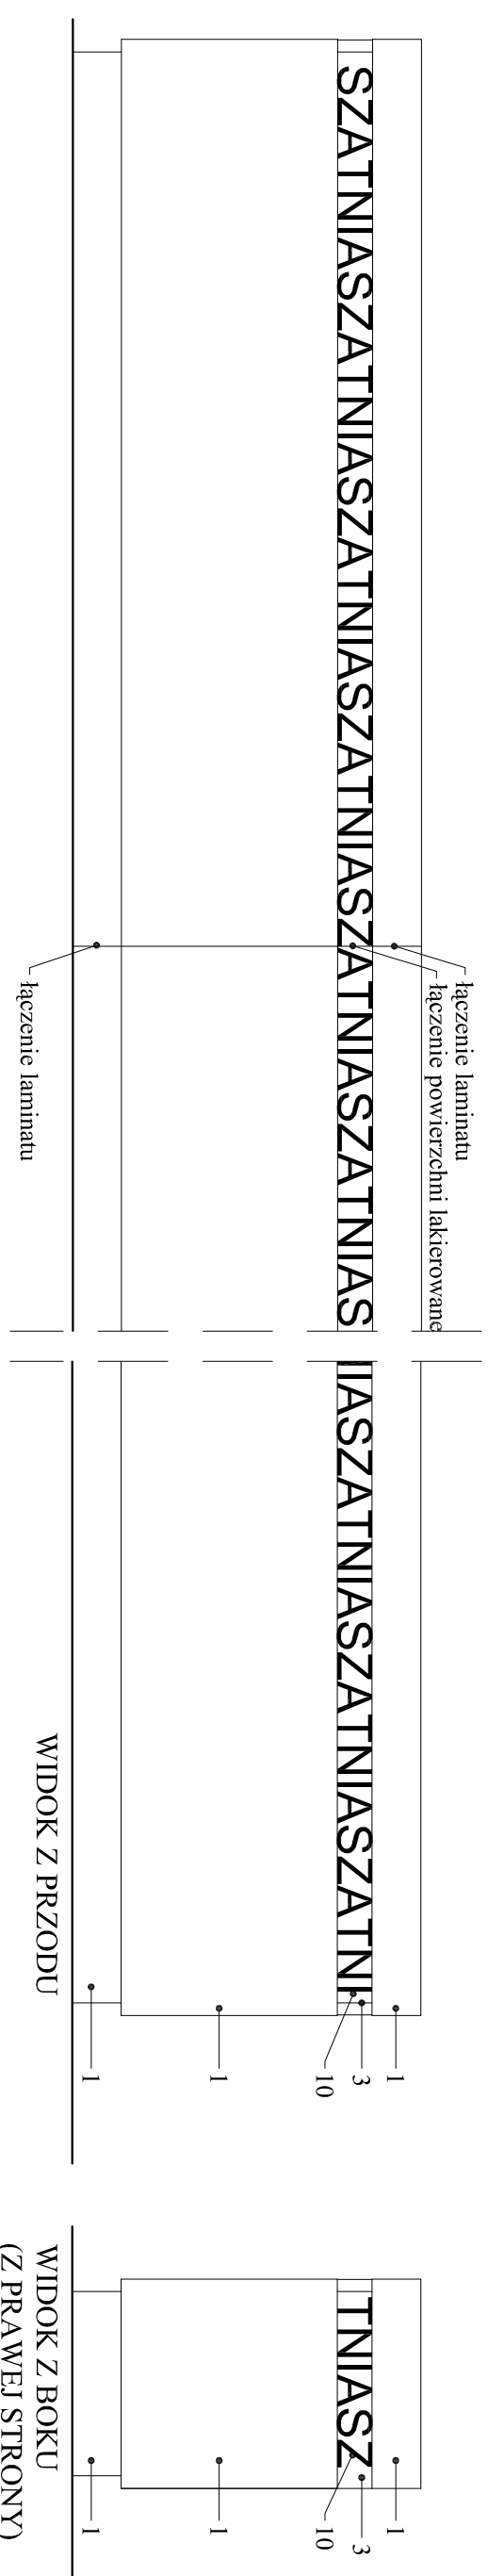 łączenie laminatu
łączenie powierzchni lakierowane
SZATNIASZATNIASZATNIASZATNIASZATNIASZATNIAS
IASZATNIASZATNIASZATNI
1
3
10
1
1
łączenie laminatu
WIDOK Z PRZODU
TNIASZ
1
3
10
1
1
WIDOK Z BOKU
(Z PRAWEJ STRONY)